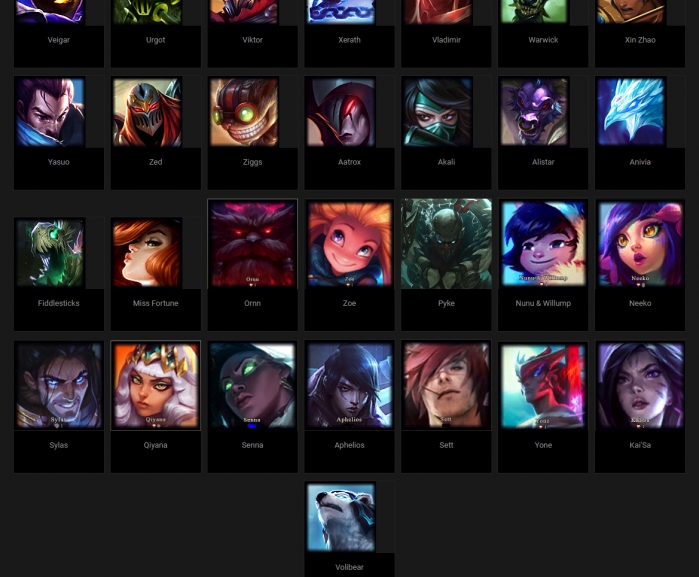 Veigar
Urgot
Viktor
Xerath
Vladimir
Warwick
Xin Zhao
Yasuo
Zed
Ziggs
Aatrox
Akali
Alistar
Anivia
Ornn
Zoe
Nunu & Willump
Neeko
Fiddlesticks
Miss Fortune
Ornn
Zoe
Pyke
Nunu & Willump
Neeko
Sylas
Qiyana
Senna
Aphelios
Sett
Yone
Kai'Sa
Sylas
Qiyana
Senna
Aphelios
Sett
Yone
Kai'Sa
Volibear